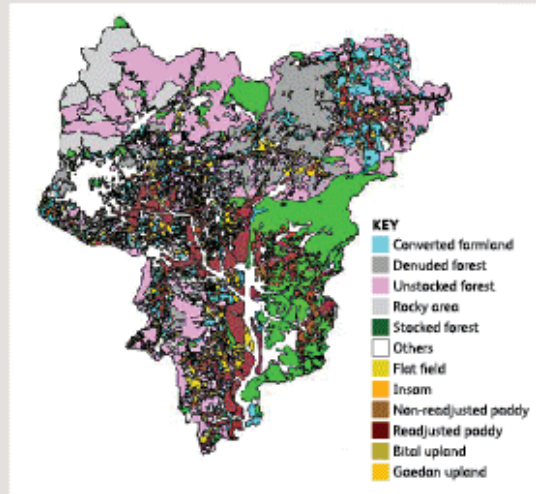 KEY
Converted farmland
Denuded forest
Unstocked forest
Rocky area
Stocked forest
Others
Flat field
Insam
Non-readjusted paddy
Readjusted paddy
Bital upland
Gaedan upland